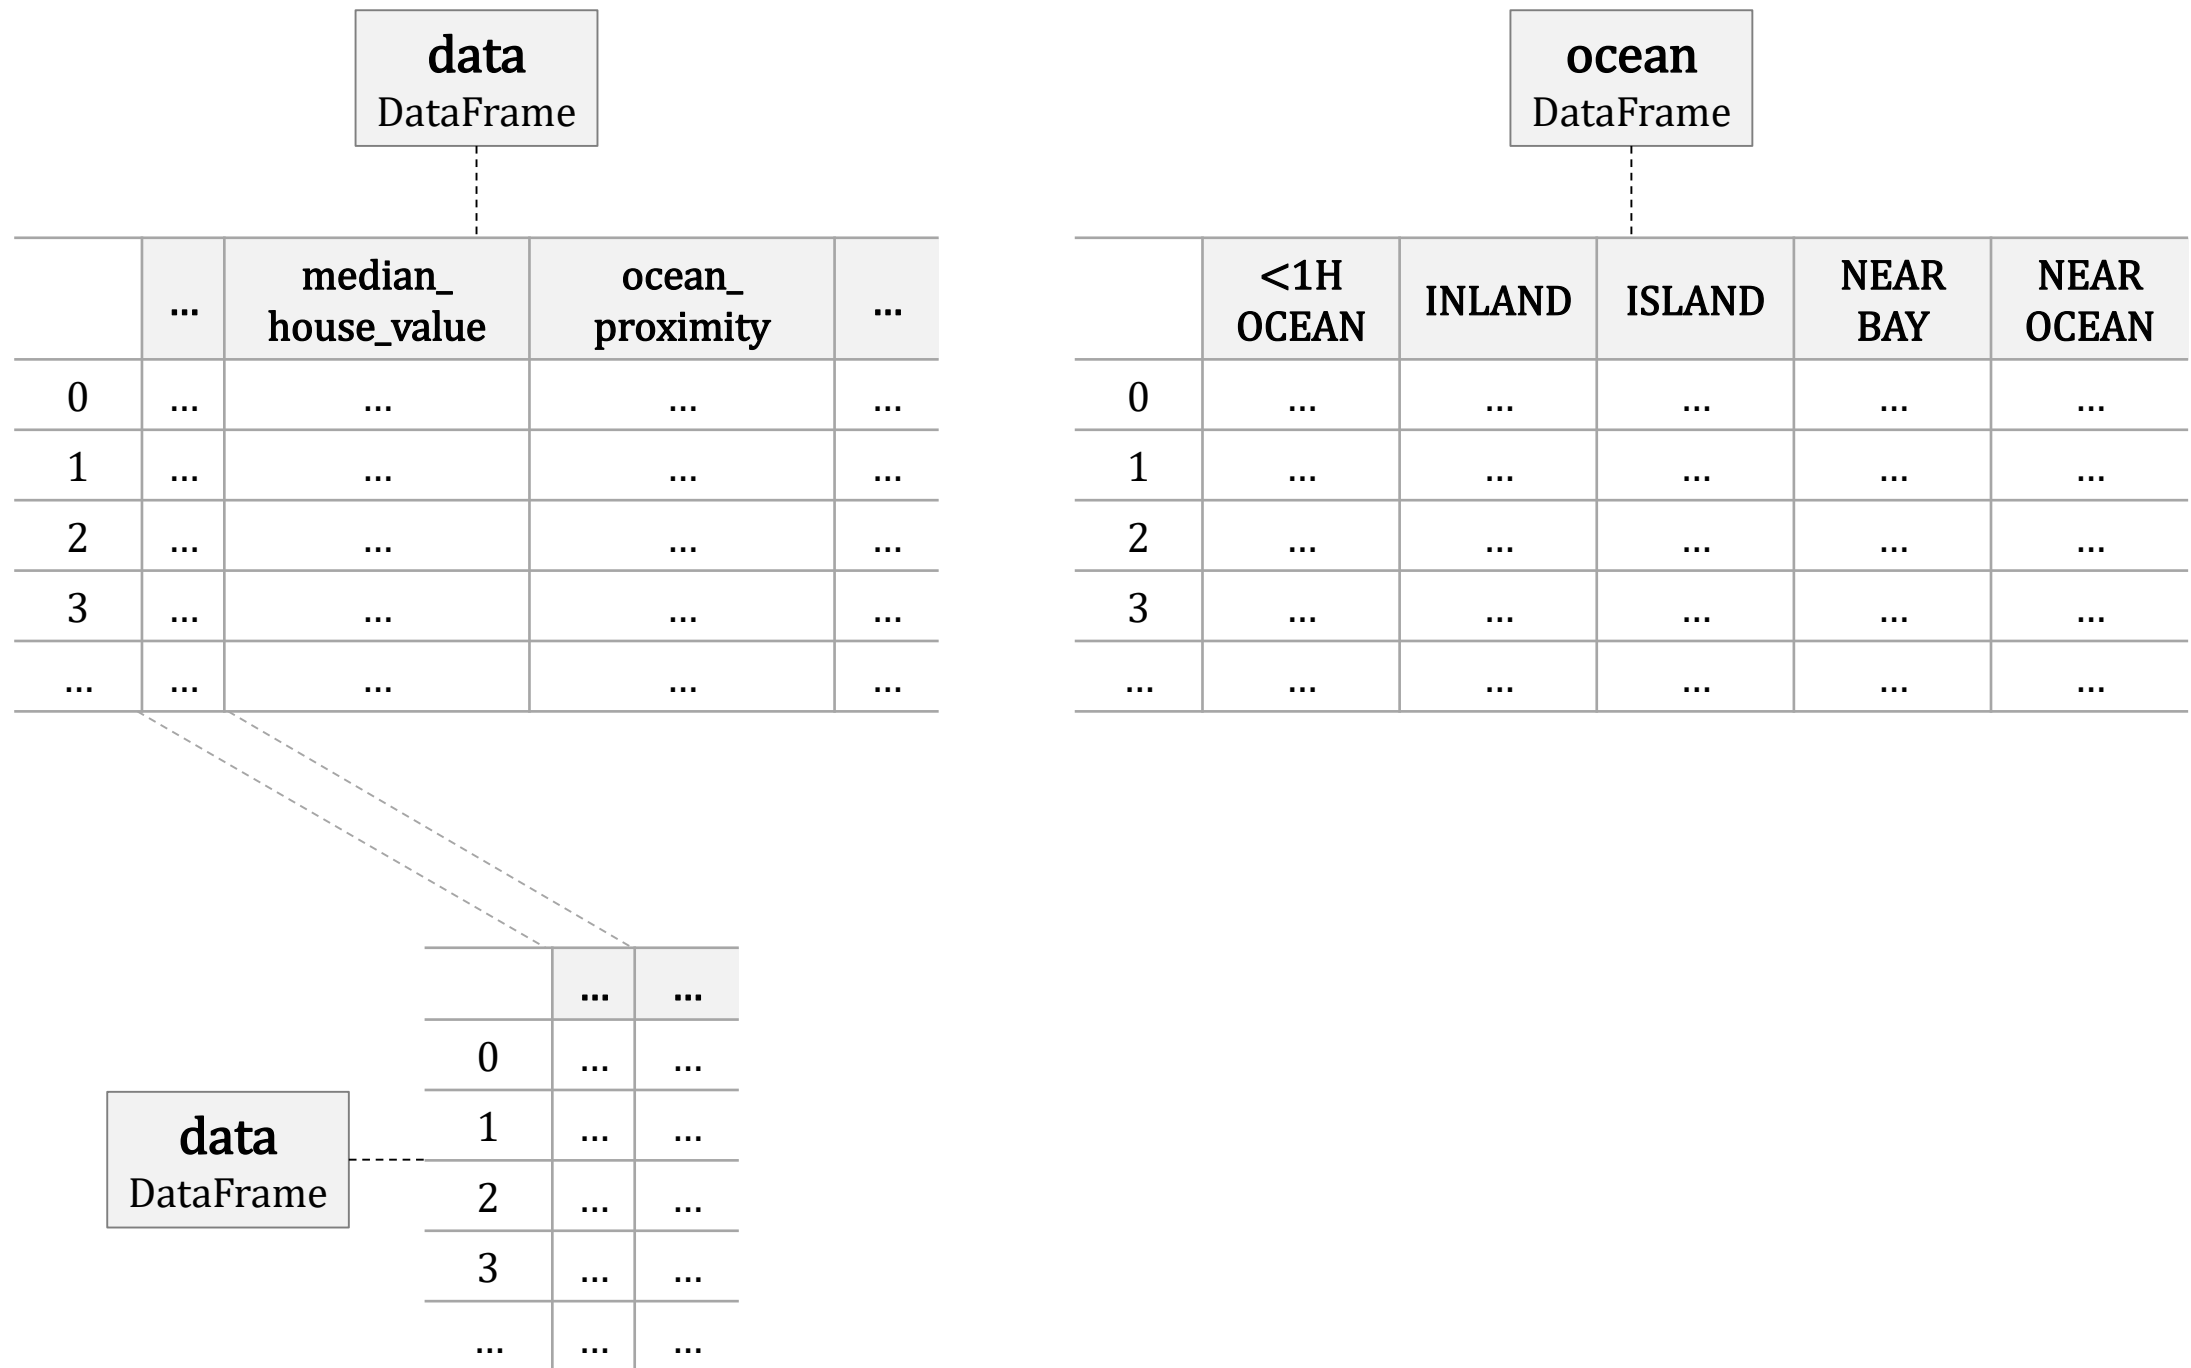 data
DataFrame
ocean
DataFrame
... median_ house_value ocean_ proximity ...
0 ... ... ... ...
1 ... ... ... ...
2 ... ... ... ...
3 ... ... ... ...
... ... ... ... ...
<1H OCEAN INLAND ISLAND NEAR BAY NEAR OCEAN
0 ... ... ... ... ...
1 ... ... ... ... ...
2 ... ... ... ... ...
3 ... ... ... ... ...
... ... ... ... ... ...
data
DataFrame
... ...
0 ... ...
1 ... ...
2 ... ...
3 ... ...
... ... ...